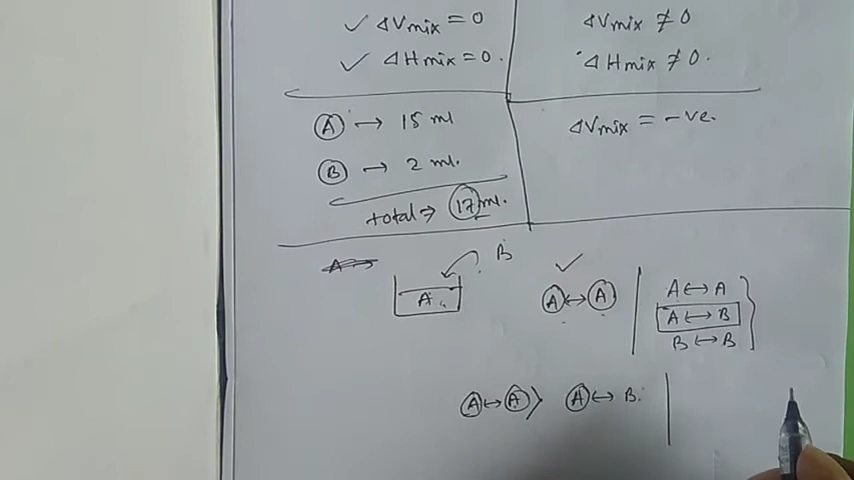 ✓ ΔVmix = 0
✓ ΔHmix = 0.
ΔVmix ≠ 0
ΔHmix ≠ 0.
A → 15 ml
B → 2 ml.
total ⇒ 17 ml.
ΔVmix = -ve.
B
A
✓
A ↔ A
A ↔ A
A ↔ B
B ↔ B
A ↔ A > A ↔ B.